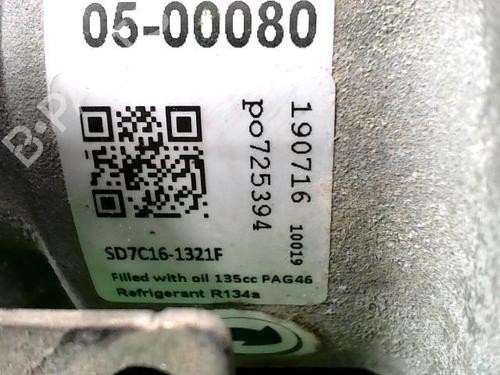 05-00080
190716 10019
po725394
SD7C16-1321F
Filled with oil 135cc PAG46
Refrigerant R134a
B-P